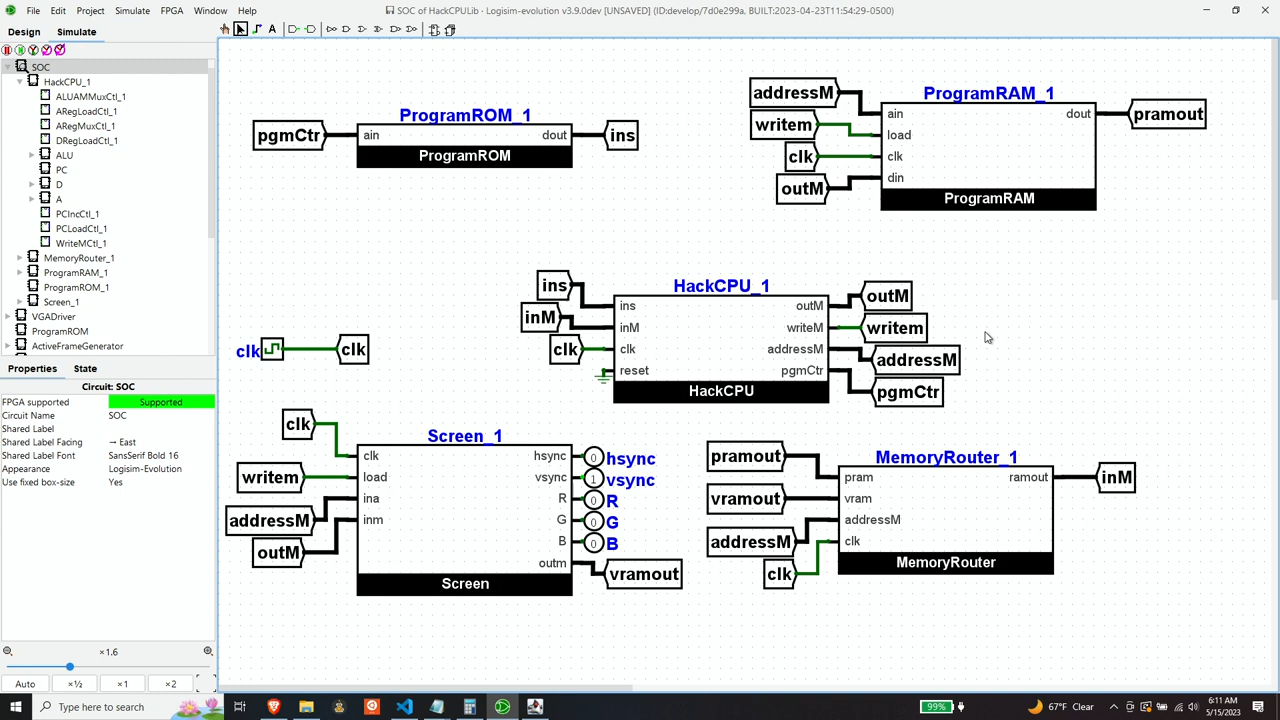 SOC of HackCPULib - Logisim-evolution v3.9.0dev [UNSAVED] (ID:develop/7d0e299a, BUILT:2023-04-23T11:54:29-0500)
File Edit Project Simulate FPGA Window Help
Design Simulate
A
SOC
HackCPU_1
ALUAMMuxCtl_1
ARegLoadCtl_1
ARegMuxCtl_1
DRegLoadCtl_1
ALU
PC
D
A
PCIncCtl_1
PCLoadCtl_1
WriteMCtl_1
MemoryRouter_1
ProgramRAM_1
ProgramROM_1
Screen_1
VGADriver
ProgramROM
ActiveFrameGenerator
Properties State
Circuit: SOC
FPGA supported Supported
Circuit Name SOC
Shared Label
Shared Label Facing → East
Shared Label Font SansSerif Bold 16
Appearance Logisim-Evolution
Use fixed box-size Yes
×1.6
Auto ×½ ×1 ×2
ProgramROM_1
pgmCtr ain dout ins
ProgramROM
ProgramRAM_1
addressM ain dout pramout
writem load
clk clk
outM din
ProgramRAM
HackCPU_1
ins ins outM outM
inM inM writeM writem
clk clk addressM addressM
reset pgmCtr pgmCtr
HackCPU
clk clk
Screen_1
clk clk hsync 0 hsync
writem load vsync 1 vsync
addressM ina R 0 R
outM inm G 0 G
B 0 B
outm vramout
Screen
MemoryRouter_1
pramout pram ramout inM
vramout vram
addressM addressM
clk clk
MemoryRouter
Type here to search
99%
67°F Clear
6:11 AM
5/15/2023